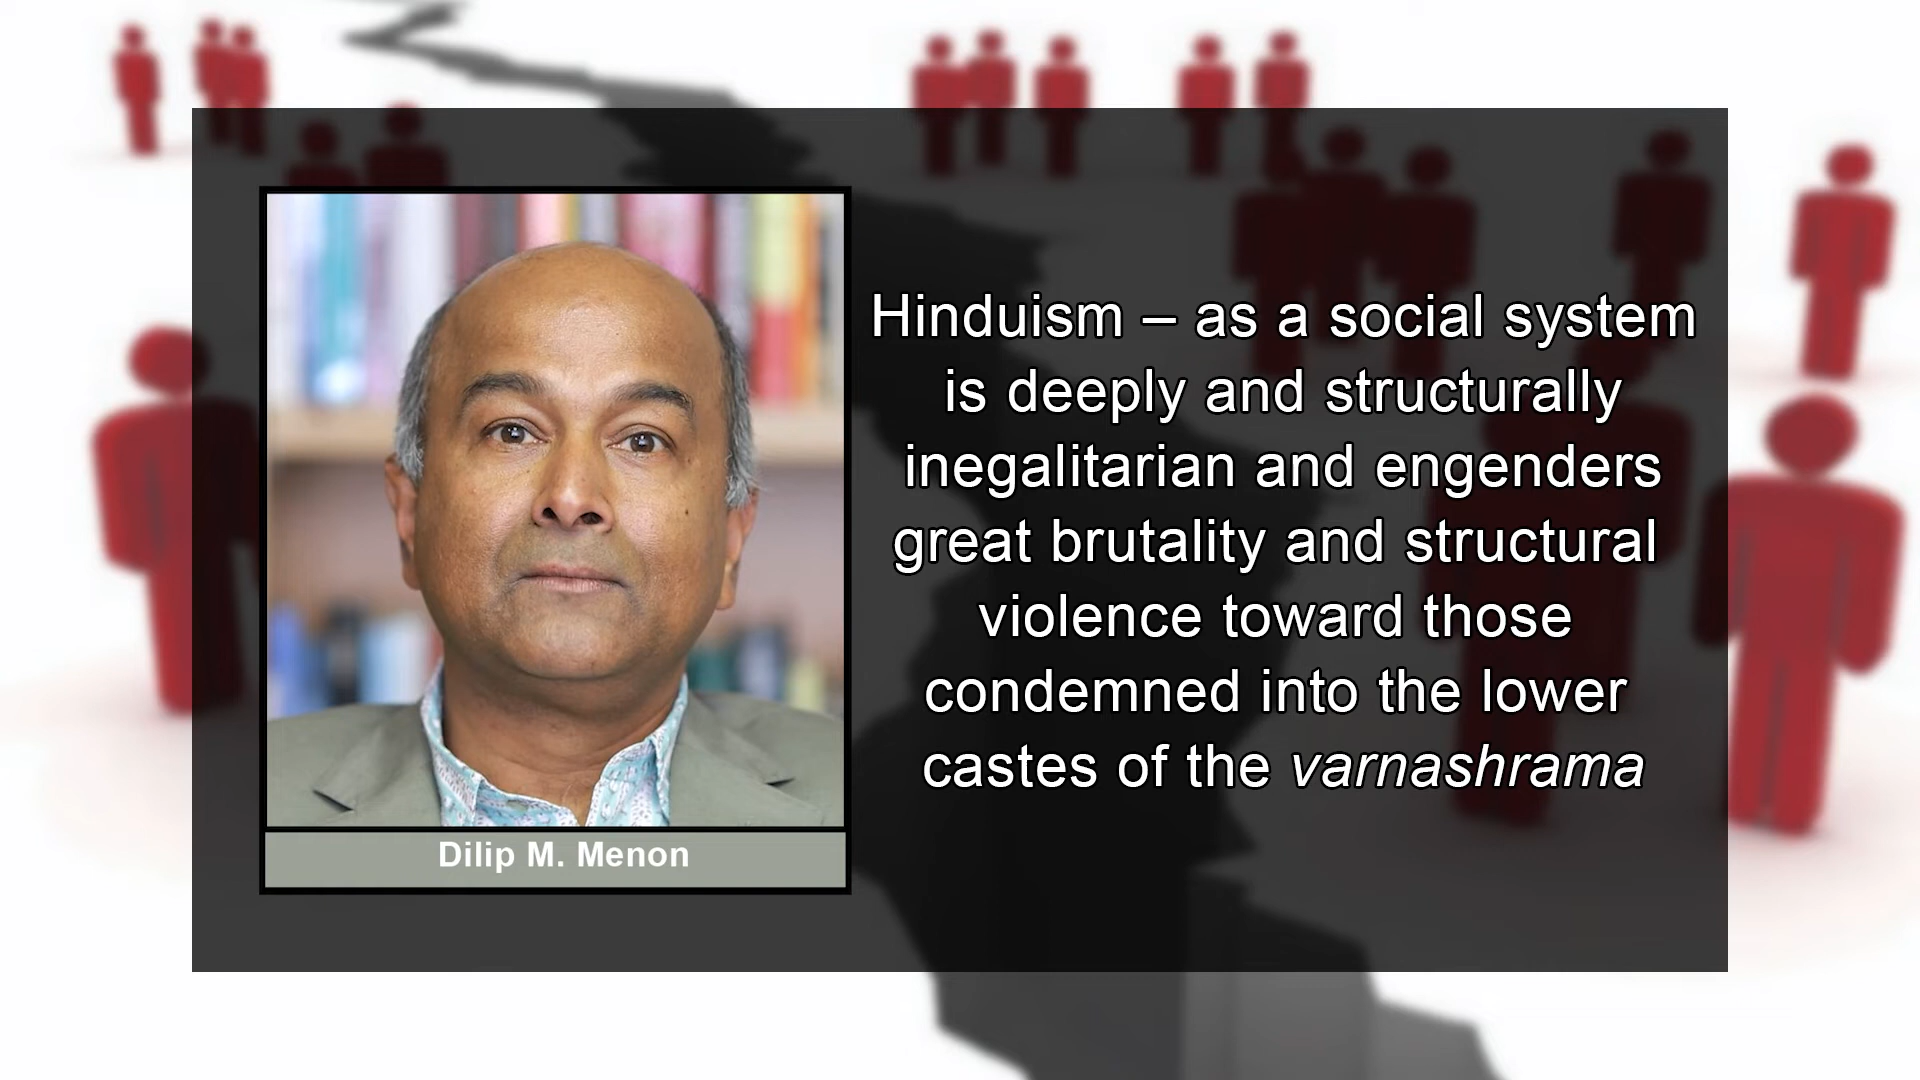 Hinduism – as a social system
is deeply and structurally
inegalitarian and engenders
great brutality and structural
violence toward those
condemned into the lower
castes of the varnashrama
Dilip M. Menon